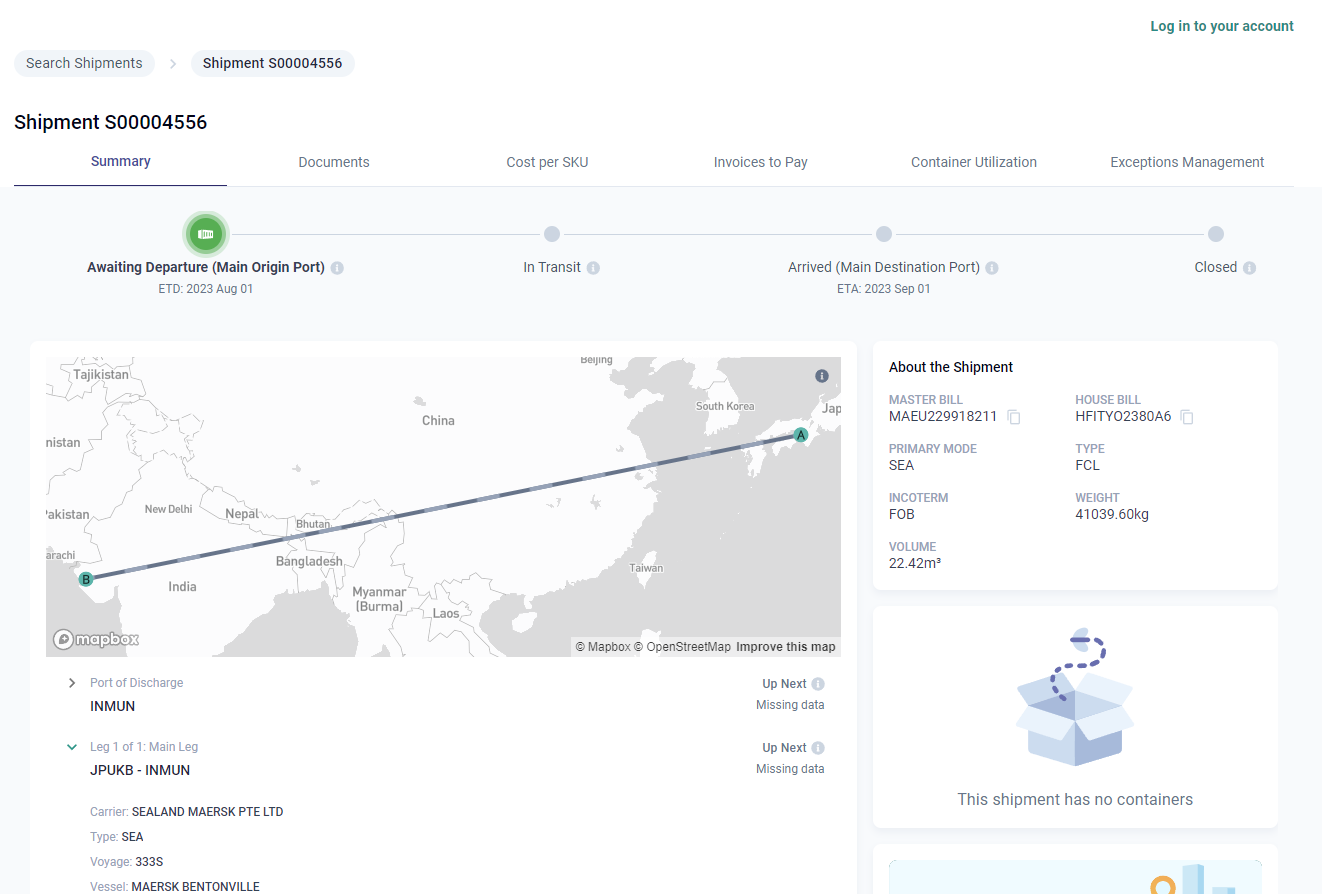 Log in to your account
Search Shipments
Shipment S00004556
Shipment S00004556
Summary
Documents
Cost per SKU
Invoices to Pay
Container Utilization
Exceptions Management
Awaiting Departure (Main Origin Port)
ETD: 2023 Aug 01
In Transit
Arrived (Main Destination Port)
ETA: 2023 Sep 01
Closed
Beijing
Tajikistan
South Korea
Jap
China
nistan
New Delhi
Nepal
Pakistan
Bhutan
arachi
Bangladesh
Taiwan
India
Myanmar
(Burma)
Laos
A
B
mapbox
© Mapbox © OpenStreetMap Improve this map
Port of Discharge
INMUN
Up Next
Missing data
Leg 1 of 1: Main Leg
JPUKB - INMUN
Up Next
Missing data
Carrier: SEALAND MAERSK PTE LTD
Type: SEA
Voyage: 333S
Vessel: MAERSK BENTONVILLE
About the Shipment
MASTER BILL
MAEU229918211
HOUSE BILL
HFITYO2380A6
PRIMARY MODE
SEA
TYPE
FCL
INCOTERM
FOB
WEIGHT
41039.60kg
VOLUME
22.42m³
This shipment has no containers